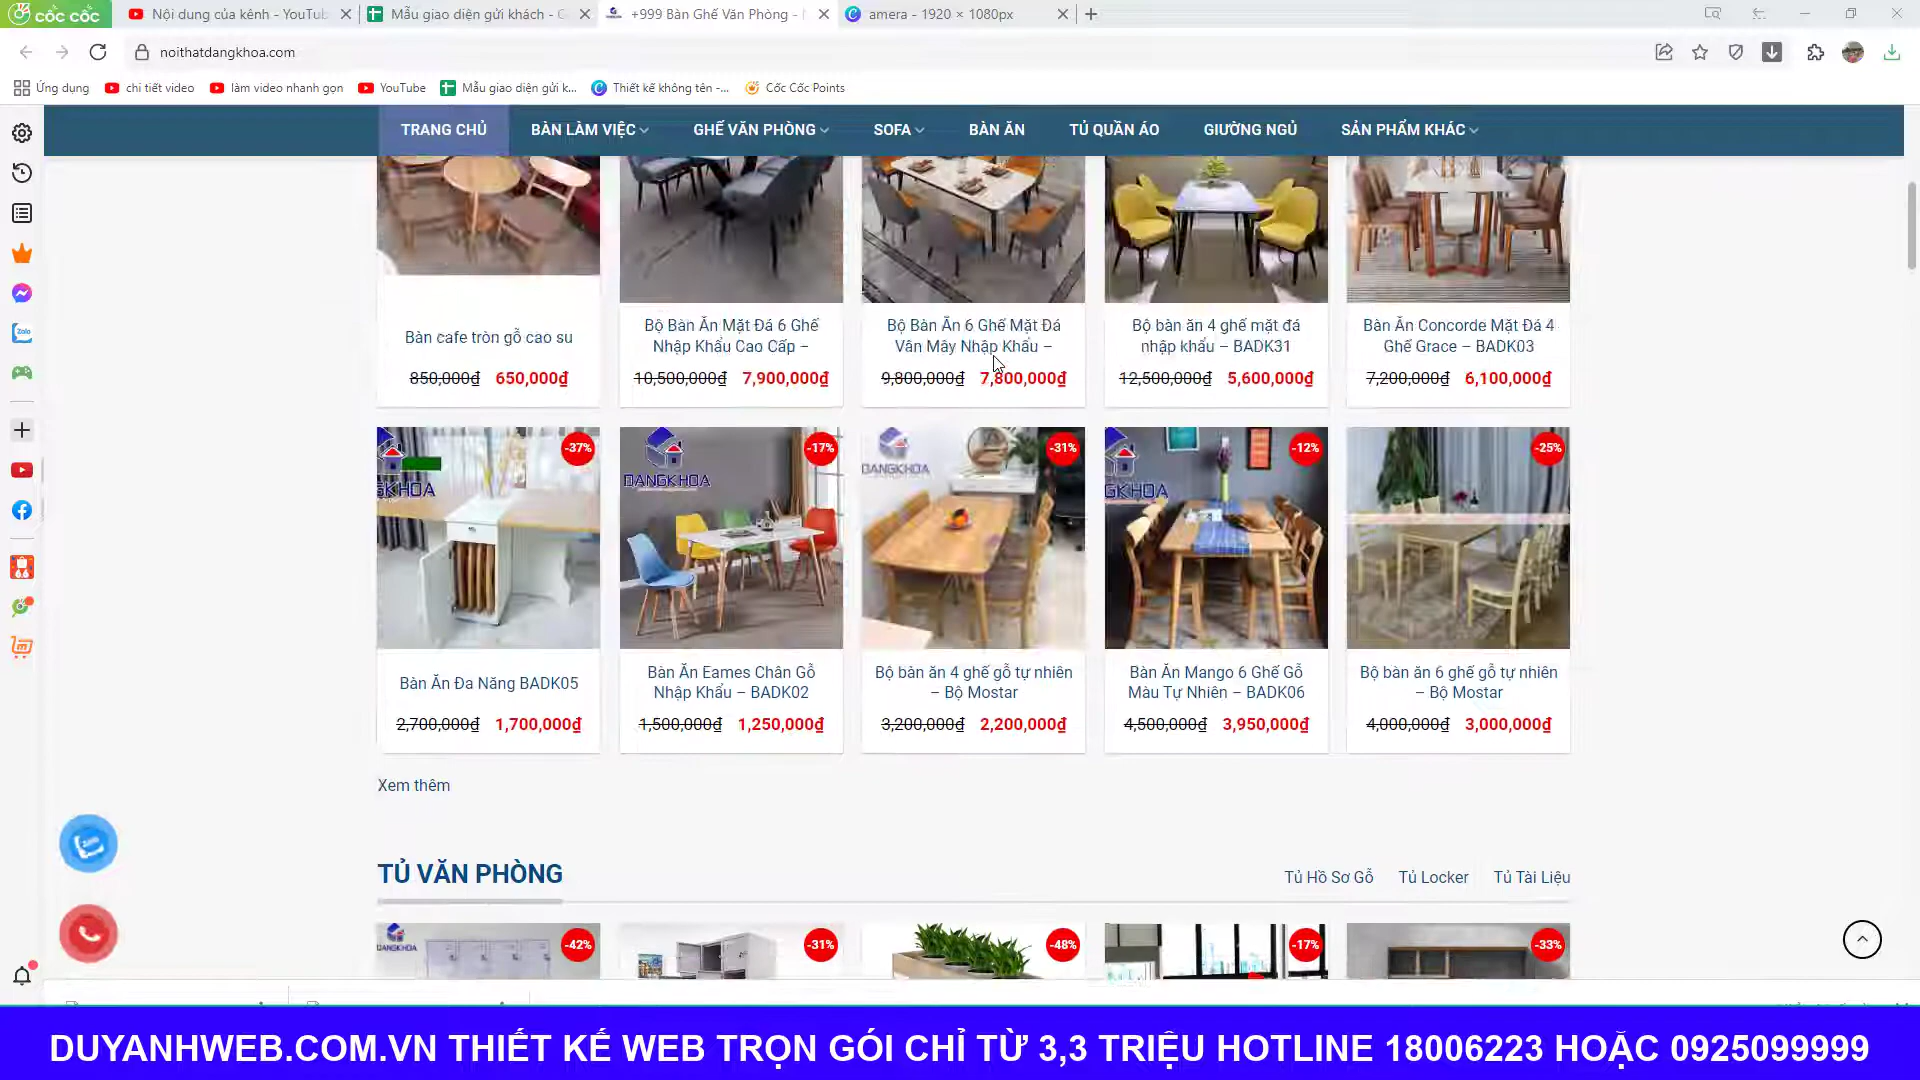 cốc cốc
Nội dung của kênh - YouTub
Mẫu giao diện gửi khách - G
+999 Bàn Ghế Văn Phòng -
amera - 1920 × 1080px
noithatdangkhoa.com
Ứng dụng
chi tiết video
làm video nhanh gọn
YouTube
Mẫu giao diện gửi k...
Thiết kế không tên -...
Cốc Cốc Points
TRANG CHỦ
BÀN LÀM VIỆC
GHẾ VĂN PHÒNG
SOFA
BÀN ĂN
TỦ QUẦN ÁO
GIƯỜNG NGỦ
SẢN PHẨM KHÁC
Bàn cafe tròn gỗ cao su
850,000₫ 650,000₫
Bộ Bàn Ăn Mặt Đá 6 Ghế
Nhập Khẩu Cao Cấp –
10,500,000₫ 7,900,000₫
Bộ Bàn Ăn 6 Ghế Mặt Đá
Vân Mây Nhập Khẩu –
9,800,000₫ 7,800,000₫
Bộ bàn ăn 4 ghế mặt đá
nhập khẩu – BADK31
12,500,000₫ 5,600,000₫
Bàn Ăn Concorde Mặt Đá 4
Ghế Grace – BADK03
7,200,000₫ 6,100,000₫
-37%
-17%
-31%
-12%
-25%
GKHOA
DANGKHOA
DANGKHOA
GKHOA
Bàn Ăn Đa Năng BADK05
2,700,000₫ 1,700,000₫
Bàn Ăn Eames Chân Gỗ
Nhập Khẩu – BADK02
1,500,000₫ 1,250,000₫
Bộ bàn ăn 4 ghế gỗ tự nhiên
– Bộ Mostar
3,200,000₫ 2,200,000₫
Bàn Ăn Mango 6 Ghế Gỗ
Màu Tự Nhiên – BADK06
4,500,000₫ 3,950,000₫
Bộ bàn ăn 6 ghế gỗ tự nhiên
– Bộ Mostar
4,000,000₫ 3,000,000₫
Xem thêm
TỦ VĂN PHÒNG
Tủ Hồ Sơ Gỗ
Tủ Locker
Tủ Tài Liệu
DANGKHOA
-42%
-31%
-48%
-17%
-33%
Zalo
DUYANHWEB.COM.VN THIẾT KẾ WEB TRỌN GÓI CHỈ TỪ 3,3 TRIỆU HOTLINE 18006223 HOẶC 0925099999